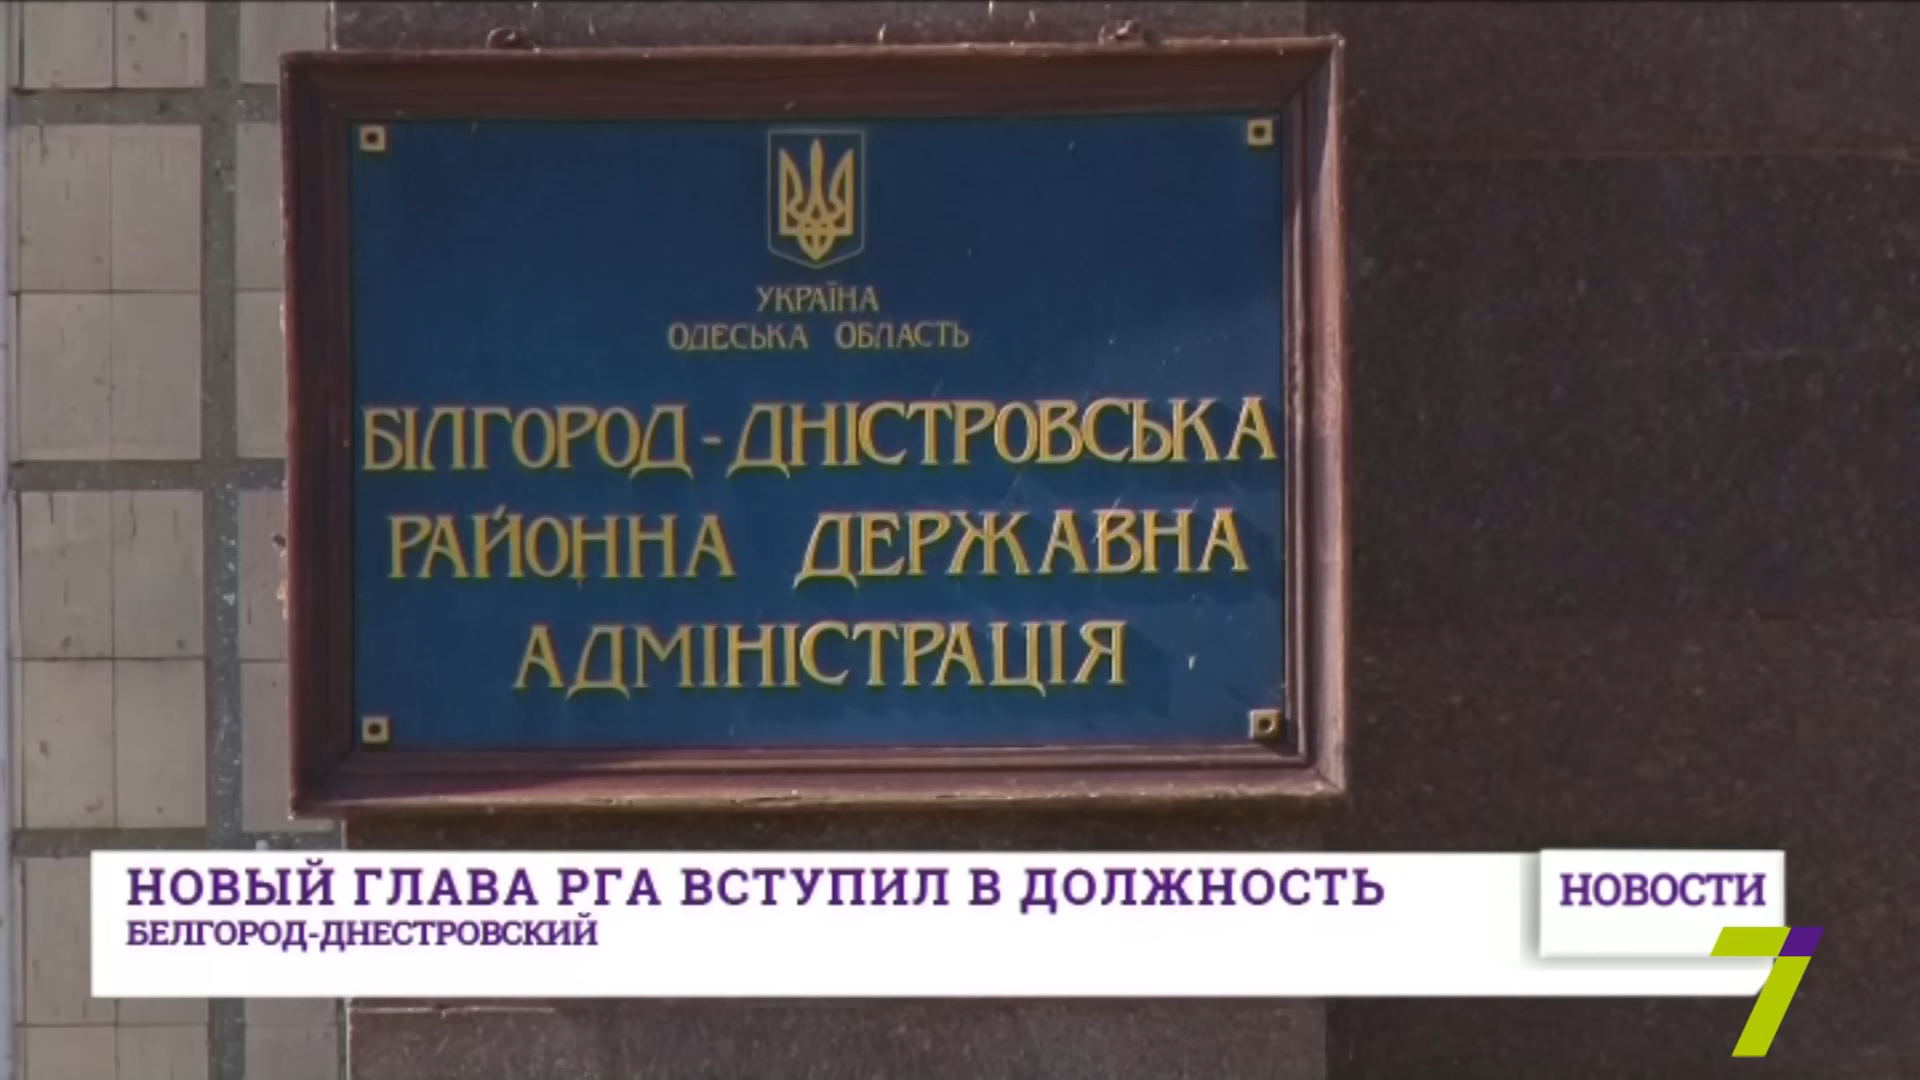 УКРАЇНА
ОДЕСЬКА ОБЛАСТЬ
БІЛГОРОД-ДНІСТРОВСЬКА
РАЙОННА ДЕРЖАВНА
АДМІНІСТРАЦІЯ
НОВЫЙ ГЛАВА РГА ВСТУПИЛ В ДОЛЖНОСТЬ
БЕЛГОРОД-ДНЕСТРОВСКИЙ
НОВОСТИ
7